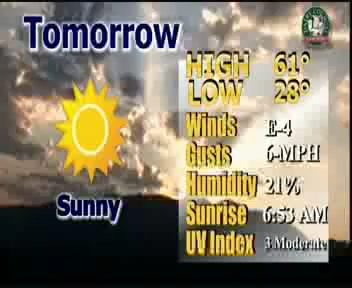 Tomorrow
HIGH 61°
LOW 28°
Winds E-4
Gusts 6-MPH
Humidity 21%
Sunrise 6:53 AM
UV Index 3 Moderate
Sunny